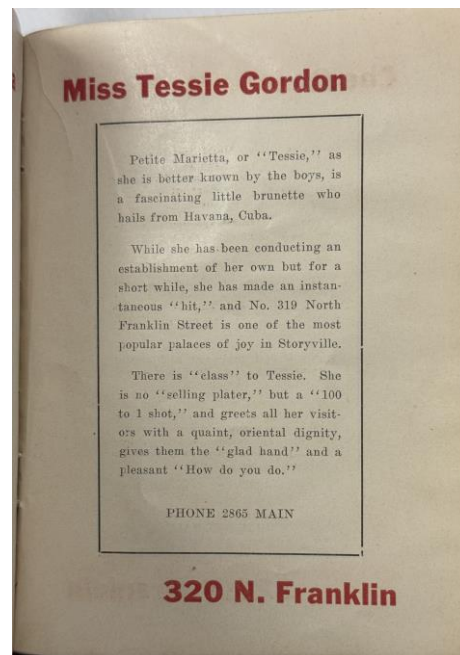 Miss Tessie Gordon
Petite Marietta, or “Tessie,” as
she is better known by the boys, is
a fascinating little brunette who
hails from Havana, Cuba.
While she has been conducting an
establishment of her own but for a
short while, she has made an instan-
taneous “hit,” and No. 319 North
Franklin Street is one of the most
popular palaces of joy in Storyville.
There is “class” to Tessie. She
is no “selling plater,” but a “100
to 1 shot,” and greets all her visit-
ors with a quaint, oriental dignity,
gives them the “glad hand” and a
pleasant “How do you do.”
PHONE 2865 MAIN
320 N. Franklin